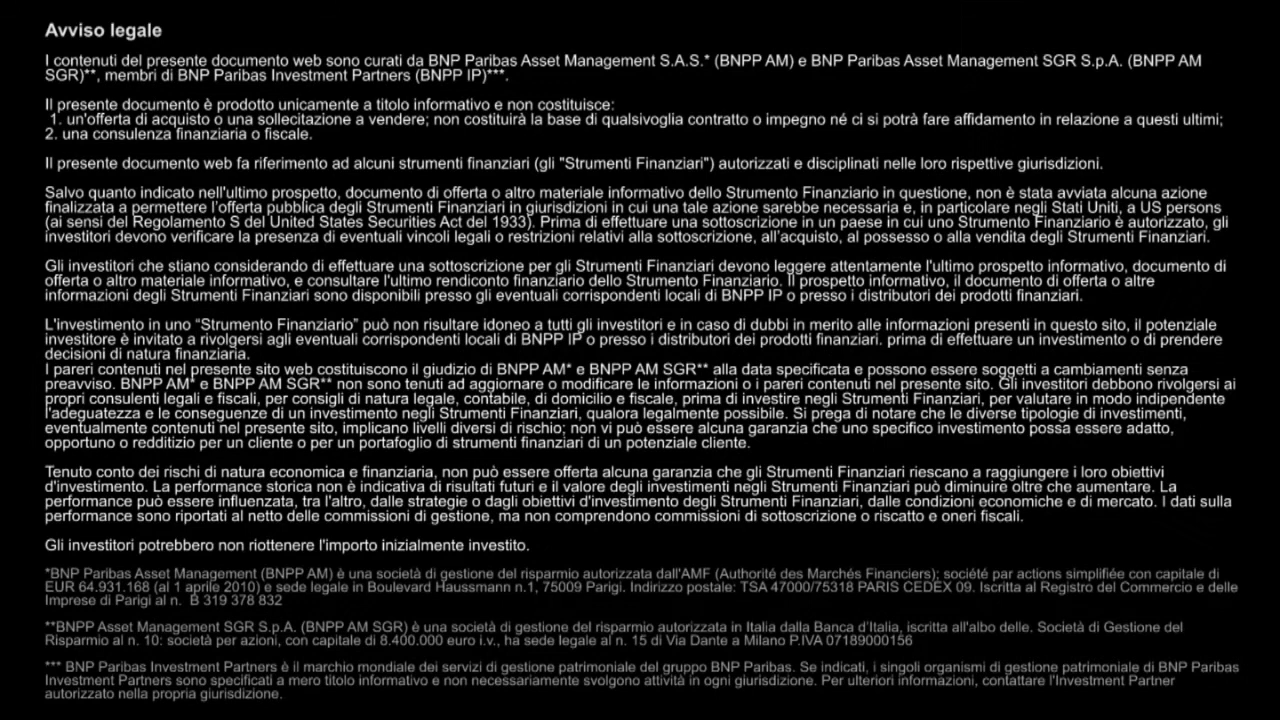 Avviso legale
I contenuti del presente documento web sono curati da BNP Paribas Asset Management S.A.S.* (BNPP AM) e BNP Paribas Asset Management SGR S.p.A. (BNPP AM
SGR)**, membri di BNP Paribas Investment Partners (BNPP IP)***.
Il presente documento è prodotto unicamente a titolo informativo e non costituisce:
1. un'offerta di acquisto o una sollecitazione a vendere; non costituirà la base di qualsivoglia contratto o impegno né ci si potrà fare affidamento in relazione a questi ultimi;
2. una consulenza finanziaria o fiscale.
Il presente documento web fa riferimento ad alcuni strumenti finanziari (gli "Strumenti Finanziari") autorizzati e disciplinati nelle loro rispettive giurisdizioni.
Salvo quanto indicato nell'ultimo prospetto, documento di offerta o altro materiale informativo dello Strumento Finanziario in questione, non è stata avviata alcuna azione
finalizzata a permettere l'offerta pubblica degli Strumenti Finanziari in giurisdizioni in cui una tale azione sarebbe necessaria e, in particolare negli Stati Uniti, a US persons
(ai sensi del Regolamento S del United States Securities Act del 1933). Prima di effettuare una sottoscrizione in un paese in cui uno Strumento Finanziario è autorizzato, gli
investitori devono verificare la presenza di eventuali vincoli legali o restrizioni relativi alla sottoscrizione, all'acquisto, al possesso o alla vendita degli Strumenti Finanziari.
Gli investitori che stiano considerando di effettuare una sottoscrizione per gli Strumenti Finanziari devono leggere attentamente l'ultimo prospetto informativo, documento di
offerta o altro materiale informativo, e consultare l'ultimo rendiconto finanziario dello Strumento Finanziario. Il prospetto informativo, il documento di offerta o altre
informazioni degli Strumenti Finanziari sono disponibili presso gli eventuali corrispondenti locali di BNPP IP o presso i distributori dei prodotti finanziari.
L'investimento in uno “Strumento Finanziario” può non risultare idoneo a tutti gli investitori e in caso di dubbi in merito alle informazioni presenti in questo sito, il potenziale
investitore è invitato a rivolgersi agli eventuali corrispondenti locali di BNPP IP o presso i distributori dei prodotti finanziari. prima di effettuare un investimento o di prendere
decisioni di natura finanziaria.
I pareri contenuti nel presente sito web costituiscono il giudizio di BNPP AM* e BNPP AM SGR** alla data specificata e possono essere soggetti a cambiamenti senza
preavviso. BNPP AM* e BNPP AM SGR** non sono tenuti ad aggiornare o modificare le informazioni o i pareri contenuti nel presente sito. Gli investitori debbono rivolgersi ai
propri consulenti legali e fiscali, per consigli di natura legale, contabile, di domicilio e fiscale, prima di investire negli Strumenti Finanziari, per valutare in modo indipendente
l'adeguatezza e le conseguenze di un investimento negli Strumenti Finanziari, qualora legalmente possibile. Si prega di notare che le diverse tipologie di investimenti,
eventualmente contenuti nel presente sito, implicano livelli diversi di rischio; non vi può essere alcuna garanzia che uno specifico investimento possa essere adatto,
opportuno o redditizio per un cliente o per un portafoglio di strumenti finanziari di un potenziale cliente.
Tenuto conto dei rischi di natura economica e finanziaria, non può essere offerta alcuna garanzia che gli Strumenti Finanziari riescano a raggiungere i loro obiettivi
d'investimento. La performance storica non è indicativa di risultati futuri e il valore degli investimenti negli Strumenti Finanziari può diminuire oltre che aumentare. La
performance può essere influenzata, tra l'altro, dalle strategie o dagli obiettivi d'investimento degli Strumenti Finanziari, dalle condizioni economiche e di mercato. I dati sulla
performance sono riportati al netto delle commissioni di gestione, ma non comprendono commissioni di sottoscrizione o riscatto e oneri fiscali.
Gli investitori potrebbero non riottenere l'importo inizialmente investito.
*BNP Paribas Asset Management (BNPP AM) è una società di gestione del risparmio autorizzata dall'AMF (Authorité des Marchés Financiers); société par actions simplifiée con capitale di
EUR 64.931.168 (al 1 aprile 2010) e sede legale in Boulevard Haussmann n.1, 75009 Parigi. Indirizzo postale: TSA 47000/75318 PARIS CEDEX 09. Iscritta al Registro del Commercio e delle
Imprese di Parigi al n. B 319 378 832
**BNPP Asset Management SGR S.p.A. (BNPP AM SGR) è una società di gestione del risparmio autorizzata in Italia dalla Banca d'Italia, iscritta all'albo delle. Società di Gestione del
Risparmio al n. 10: società per azioni, con capitale di 8.400.000 euro i.v., ha sede legale al n. 15 di Via Dante a Milano P.IVA 07189000156
*** BNP Paribas Investment Partners è il marchio mondiale dei servizi di gestione patrimoniale del gruppo BNP Paribas. Se indicati, i singoli organismi di gestione patrimoniale di BNP Paribas
Investment Partners sono specificati a mero titolo informativo e non necessariamente svolgono attività in ogni giurisdizione. Per ulteriori informazioni, contattare l'Investment Partner
autorizzato nella propria giurisdizione.